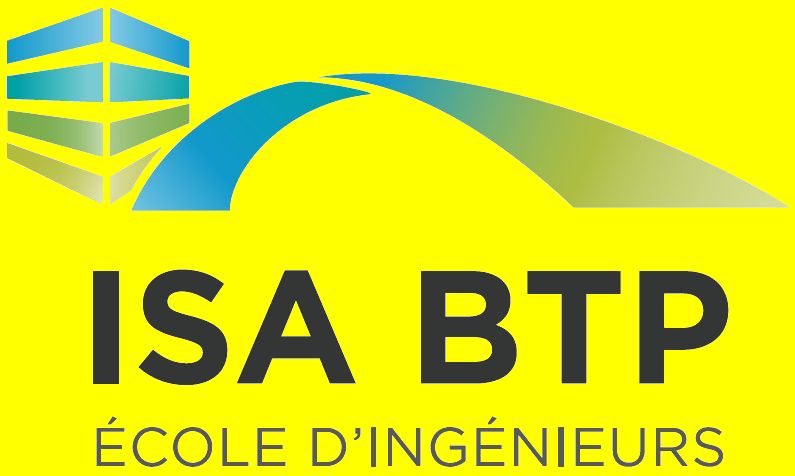 ISA BTP
ÉCOLE D’INGÉNIEURS